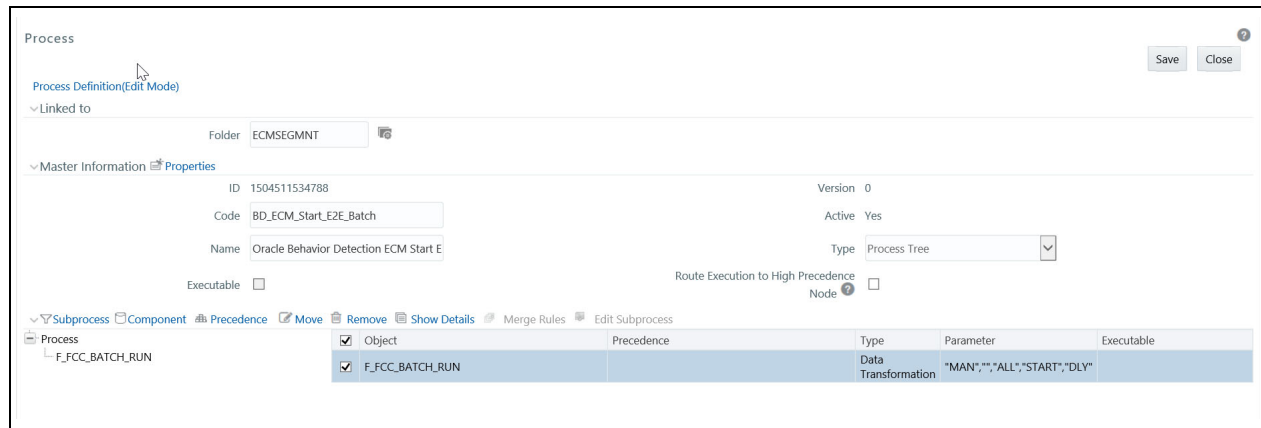 Process
Save Close
Process Definition(Edit Mode)
Linked to
Folder ECMSEGMNT
Master Information Properties
ID 1504511534788 Version 0
Code BD_ECM_Start_E2E_Batch Active Yes
Name Oracle Behavior Detection ECM Start E Type Process Tree
Executable Route Execution to High Precedence
Node
Subprocess Component Precedence Move Remove Show Details Merge Rules Edit Subprocess
Process Object Precedence Type Parameter Executable
F_FCC_BATCH_RUN F_FCC_BATCH_RUN Data
Transformation "MAN","","ALL","START","DLY"